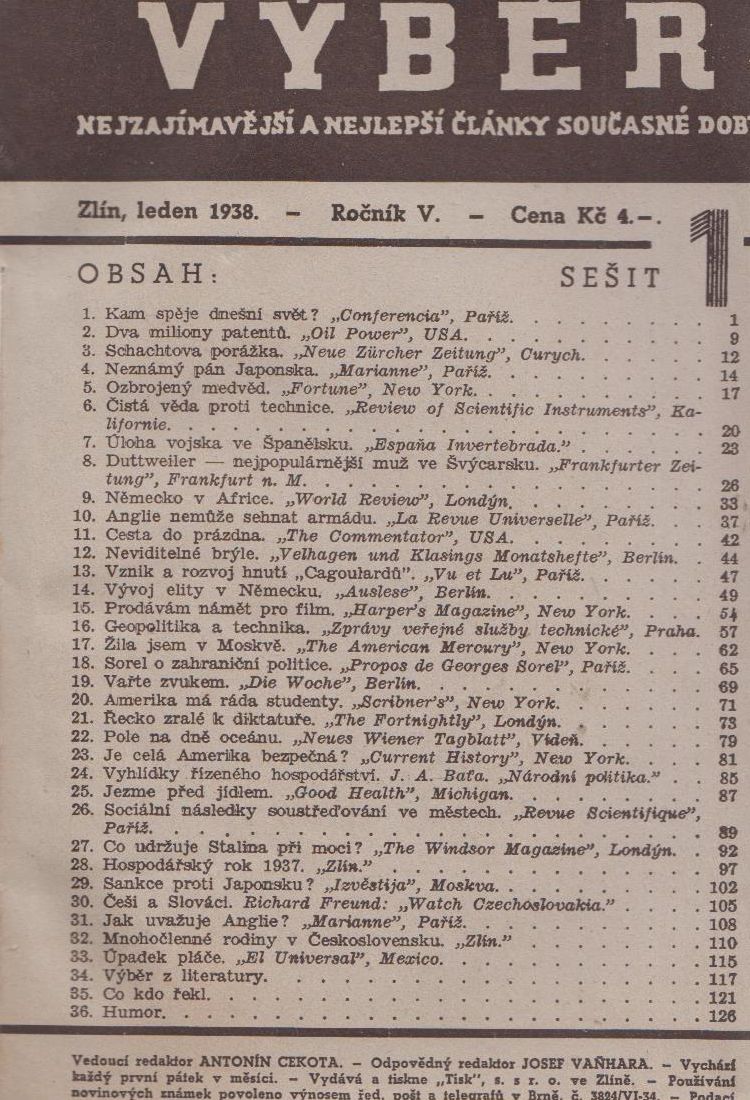 VÝBĚR
NEJZAJÍMAVĚJŠÍ A NEJLEPŠÍ ČLÁNKY SOUČASNÉ DOB
Zlín, leden 1938. — Ročník V. — Cena Kč 4.—.
OBSAH: SEŠIT 1
1. Kam spěje dnešní svět? „Conferencia”, Paříž. . . . . . . . 1
2. Dva miliony patentů. „Oil Power”, USA. . . . . . . . . 9
3. Schachtova porážka. „Neue Zürcher Zeitung”, Curych. . . . . 12
4. Neznámý pán Japonska. „Marianne”, Paříž. . . . . . . . 14
5. Ozbrojený medvěd. „Fortune”, New York. . . . . . . . . 17
6. Čistá věda proti technice. „Review of Scientific Instruments”, Ka-
lifornie. . . . . . . . . . . . . . . . . . . . 20
7. Úloha vojska ve Španělsku. „España Invertebrada.” . . . . . 23
8. Duttweiler — nejpopulárnější muž ve Švýcarsku. „Frankfurter Zei-
tung”, Frankfurt n. M. . . . . . . . . . . . . . . 26
9. Německo v Africe. „World Review”, Londýn. . . . . . . . 33
10. Anglie nemůže sehnat armádu. „La Revue Universelle”, Paříž. . . 37
11. Cesta do prázdna. „The Commentator”, USA. . . . . . . . 42
12. Neviditelné brýle. „Velhagen und Klasings Monatshefte”, Berlín. . 44
13. Vznik a rozvoj hnutí „Cagoulardů”. „Vu et Lu”, Paříž. . . . . 47
14. Vývoj elity v Německu. „Auslese”, Berlín. . . . . . . . 49
15. Prodávám námět pro film. „Harper's Magazine”, New York. . . . 54
16. Geopolitika a technika. „Zprávy veřejné služby technické”, Praha. 57
17. Žila jsem v Moskvě. „The American Mercury”, New York. . . . 62
18. Sorel o zahraniční politice. „Propos de Georges Sorel”, Paříž. . . 65
19. Vařte zvukem. „Die Woche”, Berlín. . . . . . . . . . 69
20. Amerika má ráda studenty. „Scribner's”, New York. . . . . . 71
21. Řecko zralé k diktatuře. „The Fortnightly”, Londýn. . . . . . 73
22. Pole na dně oceánu. „Neues Wiener Tagblatt”, Vídeň. . . . . 79
23. Je celá Amerika bezpečná? „Current History”, New York. . . . 81
24. Vyhlídky řízeného hospodářství. J. A. Baťa. „Národní politika.” . . 85
25. Jezme před jídlem. „Good Health”, Michigan. . . . . . . . 87
26. Sociální následky soustřeďování ve městech. „Revue Scientifique”,
Paříž. . . . . . . . . . . . . . . . . . . . . 89
27. Co udržuje Stalina při moci? „The Windsor Magazine”, Londýn. . 92
28. Hospodářský rok 1937. „Zlín.” . . . . . . . . . . . 97
29. Sankce proti Japonsku? „Izvěstija”, Moskva. . . . . . . . 102
30. Češi a Slováci. Richard Freund: „Watch Czechoslovakia.” . . . . 105
31. Jak uvažuje Anglie? „Marianne”, Paříž. . . . . . . . . 108
32. Mnohočlenné rodiny v Československu. „Zlín.” . . . . . . . 110
33. Úpadek pláče. „El Universal”, Mexico. . . . . . . . . 115
34. Výběr z literatury. . . . . . . . . . . . . . . 117
35. Co kdo řekl. . . . . . . . . . . . . . . . . . 121
36. Humor. . . . . . . . . . . . . . . . . . . . 126
Vedoucí redaktor ANTONÍN CEKOTA. — Odpovědný redaktor JOSEF VAŇHARA. — Vychází
každý první pátek v měsíci. — Vydává a tiskne „Tisk”, s. s r. o. ve Zlíně. — Používání
novinových známek povoleno výnosem řed. pošt a telegrafů v Brně, č. 3824/VI-34. — Podací